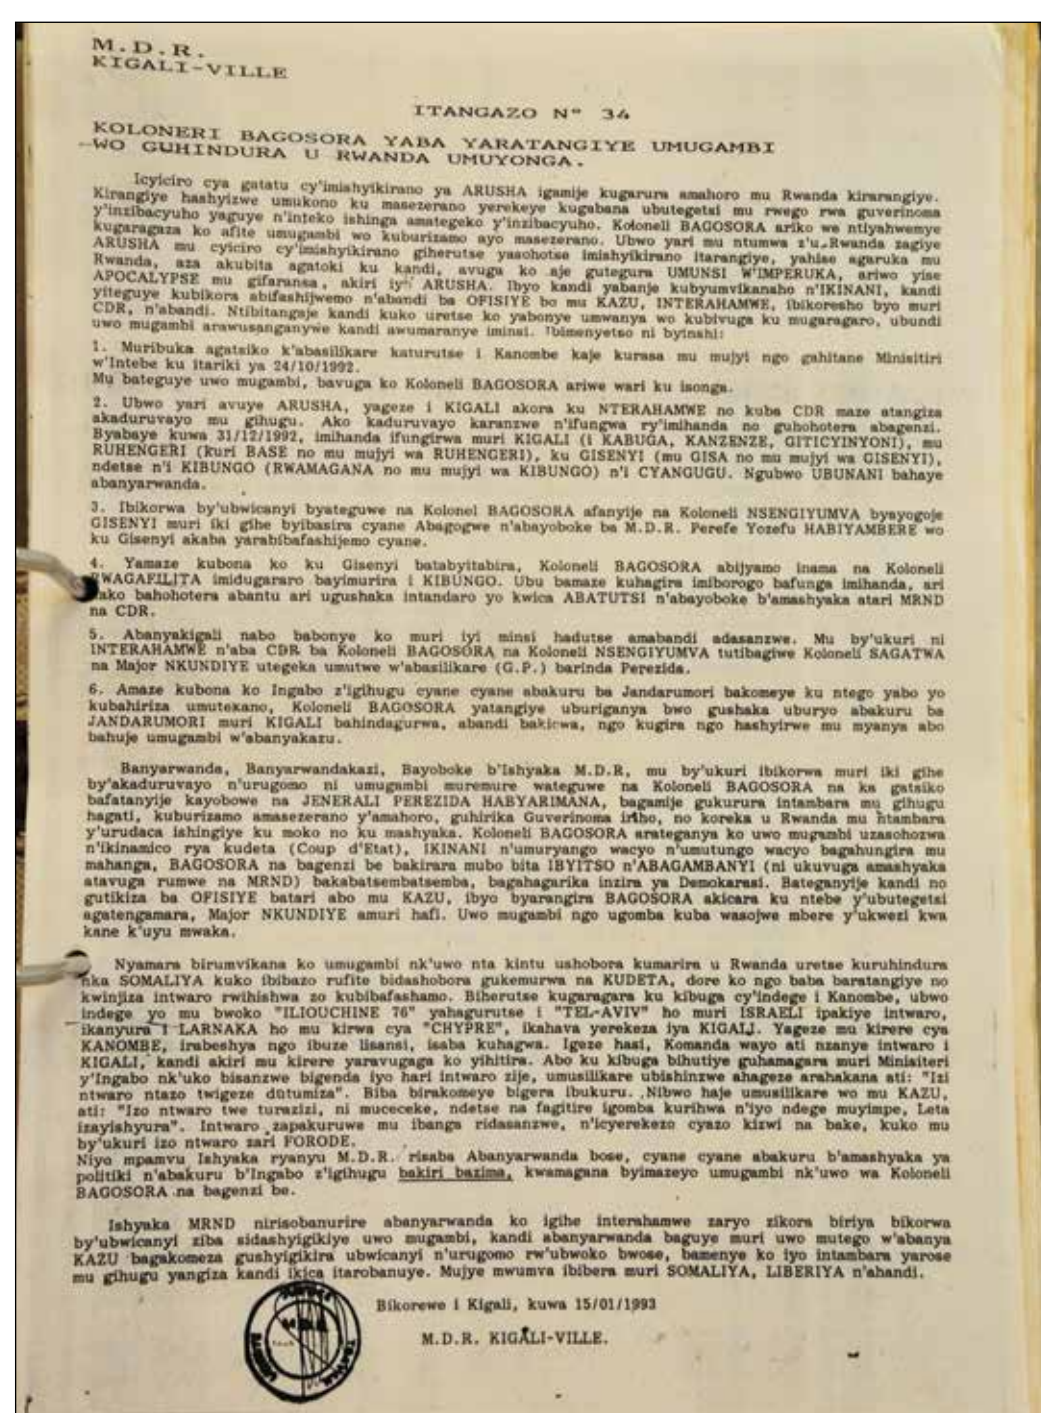 M.D.R.
KIGALI-VILLE
ITANGAZO N° 34
KOLONERI BAGOSORA YABA YARATANGIYE UMUGAMBI
WO GUHINDURA U RWANDA UMUYONGA.
Icyiciro cya gatatu cy'imishyikirano ya ARUSHA igamije kugarura amahoro mu Rwanda kirarangiye.
Kirangiye hashyizwe umukono ku masezerano yerekeye kugabana ubutegetsi mu rwego rwa guverinoma
y'inzibacyuho yaguye n'inteko ishinga amategeko y'inzibacyuho. Koloneli BAGOSORA ariko we ntiyahwemye
kugaragaza ko afite umugambi wo kuburizamo ayo masezerano. Ubwo yari mu ntumwa z'u Rwanda zagiye
ARUSHA mu cyiciro cy'imishyikirano giherutse yasohotse imishyikirano itarangiye, yahise agaruka mu
Rwanda, aza akubita agatoki ku kandi, avuga ko aje gutegura UMUNSI W'IMPERUKA, ariwo yise
APOCALYPSE mu gifaransa, akiri iyo ARUSHA. Ibyo kandi yabanje kubyumvikanaho n'IKINANI, kandi
yiteguye kubikora abifashijwemo n'abandi ba OFISIYE bo mu KAZU, INTERAHAMWE, ibikoresho byo muri
CDR, n'abandi. Ntibitangaje kandi kuko uretse ko yabonye umwanya wo kubivuga ku mugaragaro, ubundi
uwo mugambi arawusanganywe kandi awumaranye iminsi. Ibimenyetso ni byinshi:
1. Muribuka agatsiko k'abasilikare katurutse i Kanombe kaje kurasa mu mujyi ngo gahitane Minisitiri
w'Intebe ku itariki ya 24/10/1992.
Mu bateguye uwo mugambi, bavuga ko Koloneli BAGOSORA ariwe wari ku isonga.
2. Ubwo yari avuye ARUSHA, yageze i KIGALI akora ku NTERAHAMWE no kuba CDR maze atangiza
akaduruvayo mu gihugu. Ako kaduruvayo karanzwe n'ifungwa ry'imihanda no guhohotera abagenzi.
Byabaye kuwa 31/12/1992, imihanda ifungirwa muri KIGALI (i KABUGA, KANZENZE, GITICYINYONI), mu
RUHENGERI (kuri BASE no mu mujyi wa RUHENGERI), ku GISENYI (mu GISA no mu mujyi wa GISENYI),
ndetse n'i KIBUNGO (RWAMAGANA no mu mujyi wa KIBUNGO) n'i CYANGUGU. Ngubwo UBUNANI bahaye
abanyarwanda.
3. Ibikorwa by'ubwicanyi byateguwe na Kolonel BAGOSORA afanyije na Koloneli NSENGIYUMVA byayogoje
GISENYI muri iki gihe byibasira cyane Abagogwe n'abayoboke ba M.D.R. Perefe Yozefu HABIYAMBERE wo
ku Gisenyi akaba yarabibafashijemo cyane.
4. Yamaze kubona ko ku Gisenyi batabyitabira, Koloneli BAGOSORA abijyamo inama na Koloneli
RWAGAFILITA imidugararo bayimurira i KIBUNGO. Ubu bamaze kuhagira imiborogo bafunga imihanda, ari
nako bahohotera abantu ari ugushaka intandaro yo kwica ABATUTSI n'abayoboke b'amashyaka atari MRND
na CDR.
5. Abanyakigali nabo babonye ko muri iyi minsi hadutse amabandi adasanzwe. Mu by'ukuri ni
INTERAHAMWE n'aba CDR ba Koloneli BAGOSORA na Koloneli NSENGIYUMVA tutibagiwe Koloneli SAGATWA
na Major NKUNDIYE utegeka umutwe w'abasilikare (G.P.) barinda Perezida.
6. Amaze kubona ko Ingabo z'igihugu cyane cyane abakuru ba Jandarumori bakomeye ku ntego yabo yo
kubahiriza umutekano, Koloneli BAGOSORA yatangiye uburiganya bwo gushaka uburyo abakuru ba
JANDARUMORI muri KIGALI bahindagurwa, abandi bakicwa, ngo kugira ngo hashyirwe mu myanya abo
bahuje umugambi w'abanyakazu.
Banyarwanda, Banyarwandakazi, Bayoboke b'Ishyaka M.D.R, mu by'ukuri ibikorwa muri iki gihe
by'akaduruvayo n'urugomo ni umugambi muremure wateguwe na Koloneli BAGOSORA na ka gatsiko
bafatanyije kayobowe na JENERALI PEREZIDA HABYARIMANA, bagamije gukurura intambara mu gihugu
hagati, kuburizamo amasezerano y'amahoro, guhirika Guverinoma iriho, no koreka u Rwanda mu ntambara
y'urudaca ishingiye ku moko no ku mashyaka. Koloneli BAGOSORA arateganya ko uwo mugambi uzasohozwa
n'ikinamico rya kudeta (Coup d'Etat), IKINANI n'umuryango wacyo n'umutungo wacyo bagahungira mu
mahanga, BAGOSORA na bagenzi be bakirara mubo bita IBYITSO n'ABAGAMBANYI (ni ukuvuga amashyaka
atavuga rumwe na MRND) bakabatsembatsemba, bagahagarika inzira ya Demokarasi. Bateganyije kandi no
gutikiza ba OFISIYE batari abo mu KAZU, ibyo byarangira BAGOSORA akicara ku ntebe y'ubutegetsi
agatengamara, Major NKUNDIYE amuri hafi. Uwo mugambi ngo ugomba kuba wasojwe mbere y'ukwezi kwa
kane k'uyu mwaka.
Nyamara birumvikana ko umugambi nk'uwo nta kintu ushobora kumarira u Rwanda uretse kuruhindura
nka SOMALIYA kuko ibibazo rufite bidashobora gukemurwa na KUDETA, dore ko ngo baba baratangiye no
kwinjiza intwaro rwihishwa zo kubibafashamo. Biherutse kugaragara ku kibuga cy'indege i Kanombe, ubwo
indege yo mu bwoko "ILIOUCHINE 76" yahagurutse i "TEL-AVIV" ho muri ISRAELI ipakiye intwaro,
ikanyura i LARNAKA ho mu kirwa cya "CHYPRE", ikahava yerekeza iya KIGALI. Yageze mu kirere cya
KANOMBE, irabeshya ngo ibuze lisansi, isaba kuhagwa. Igeze hasi, Komanda wayo ati nzanye intwaro i
KIGALI, kandi akiri mu kirere yaravugaga ko yihitira. Abo ku kibuga bihutiye guhamagara muri Minisiteri
y'Ingabo nk'uko bisanzwe bigenda iyo hari intwaro zije, umusilikare ubishinzwe ahageze arahakana ati: "Izi
ntwaro ntazo twigeze dutumiza". Biba birakomeye bigera ibukuru. Nibwo haje umusilikare wo mu KAZU,
ati: "Izo ntwaro twe turazizi, ni muceceke, ndetse na fagitire igomba kurihwa n'iyo ndege muyimpe, Leta
izayishyura". Intwaro zapakuruwe mu ibanga ridasanzwe, n'icyerekezo cyazo kizwi na bake, kuko mu
by'ukuri izo ntwaro zari FORODE.
Niyo mpamvu Ishyaka ryanyu M.D.R. risaba Abanyarwanda bose, cyane cyane abakuru b'amashyaka ya
politiki n'abakuru b'Ingabo z'igihugu bakiri bazima, kwamagana byimazeyo umugambi nk'uwo wa Koloneli
BAGOSORA na bagenzi be.
Ishyaka MRND nirisobanurire abanyarwanda ko igihe interahamwe zaryo zikora biriya bikorwa
by'ubwicanyi ziba sidashyigikiye uwo mugambi, kandi abanyarwanda baguye muri uwo mutego w'abanya
KAZU bagakomeza gushyigikira ubwicanyi n'urugomo rw'ubwoko bwose, bamenye ko iyo intambara yarose
mu gihugu yangiza kandi ikica itarobanuye. Mujye mwumva ibibera muri SOMALIYA, LIBERIYA n'ahandi.
Bikorewe i Kigali, kuwa 15/01/1993
M.D.R. KIGALI-VILLE.
M.D.R.